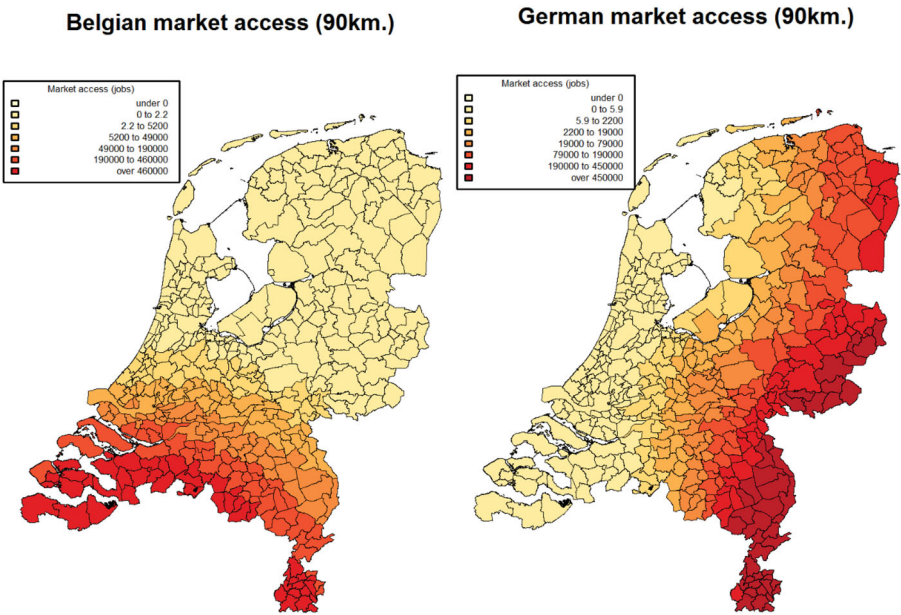 Belgian market access (90km.)
German market access (90km.)
Market access (jobs)
under 0
0 to 2.2
2.2 to 5200
5200 to 49000
49000 to 190000
190000 to 460000
over 460000
Market access (jobs)
under 0
0 to 5.9
5.9 to 2200
2200 to 19000
19000 to 79000
79000 to 190000
190000 to 450000
over 450000